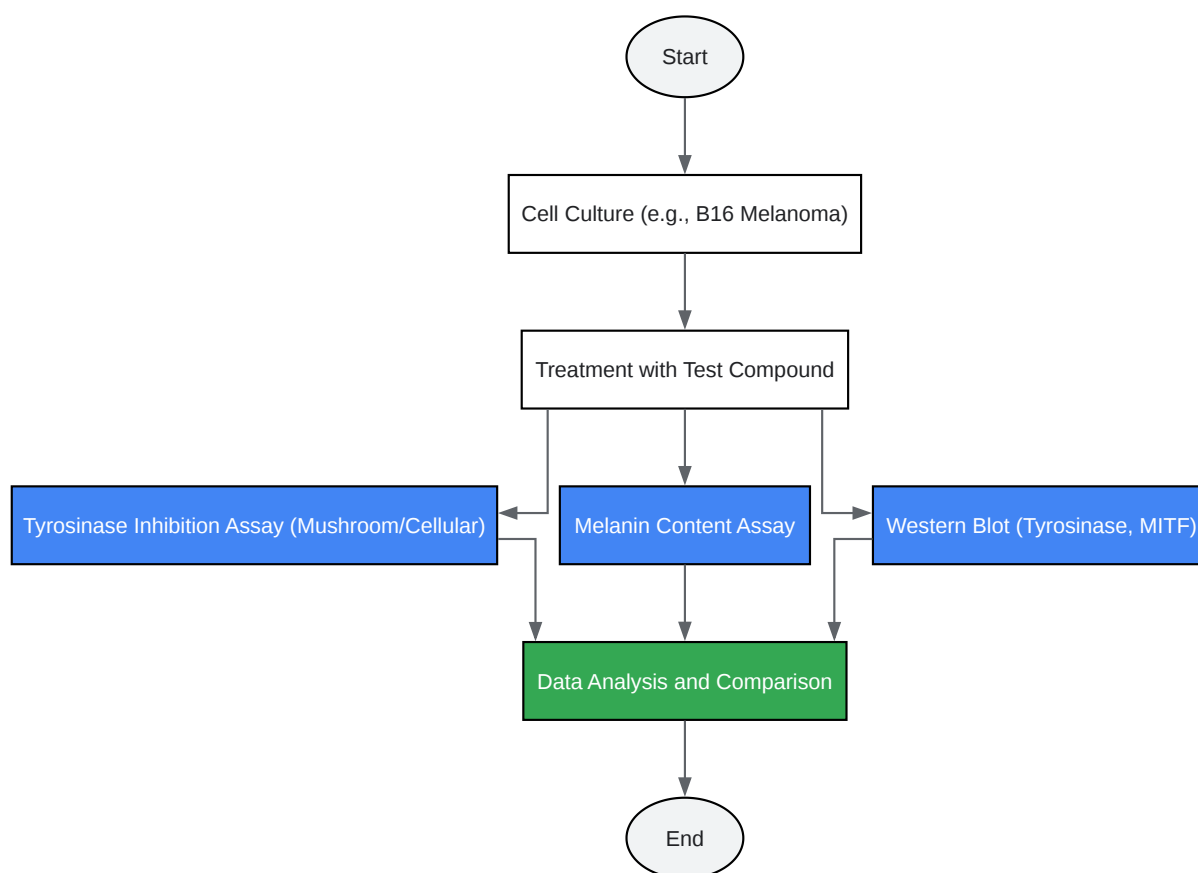 Start
Cell Culture (e.g., B16 Melanoma)
Treatment with Test Compound
Tyrosinase Inhibition Assay (Mushroom/Cellular)
Melanin Content Assay
Western Blot (Tyrosinase, MITF)
Data Analysis and Comparison
End